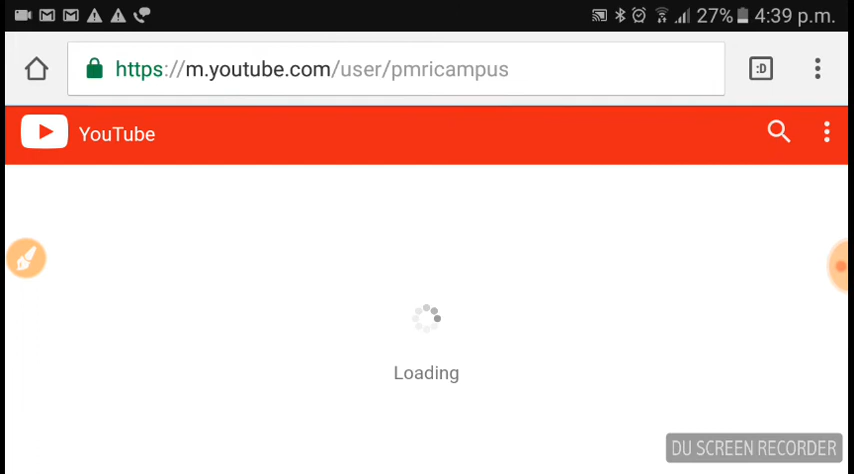 27% 4:39 p.m.
https://m.youtube.com/user/pmricampus
:D
YouTube
Loading
DU SCREEN RECORDER